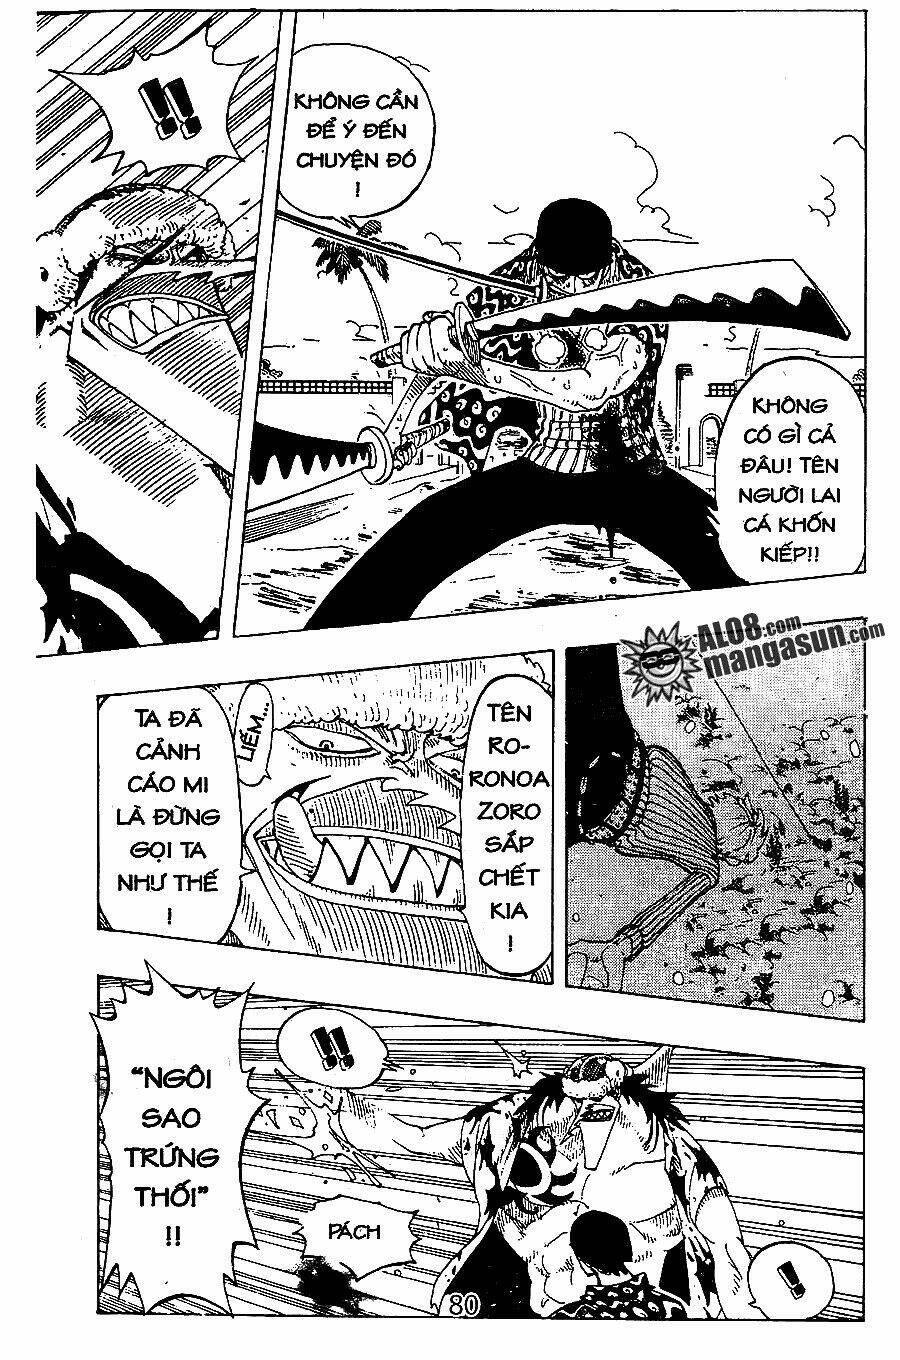 !!
KHÔNG CẦN
ĐỂ Ý ĐẾN
CHUYỆN ĐÓ
!
KHÔNG
CÓ GÌ CẢ
ĐÂU! TÊN
NGƯỜI LAI
CÁ KHỐN
KIẾP!!
AL08.com
mangasun.com
TA ĐÃ
CẢNH
CÁO MI
LÀ ĐỪNG
GỌI TA
NHƯ THẾ
!
LIẾM...
TÊN
RO-
RONOA
ZORO
SẮP
CHẾT
KIA
!
"NGÔI
SAO
TRỨNG
THỐI"
!!
!!
PÁCH
!!
80